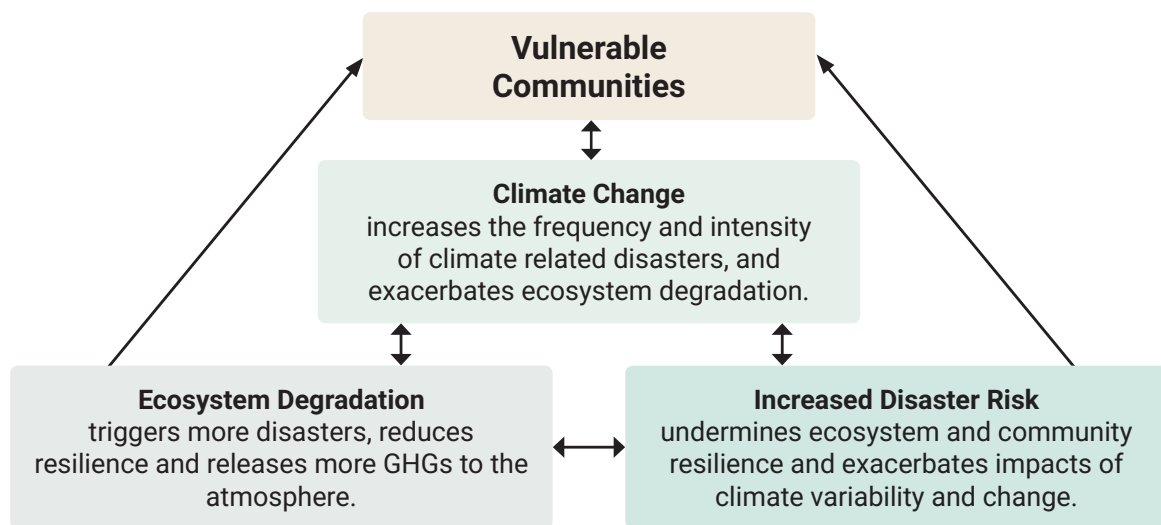 Vulnerable
Communities
Climate Change
increases the frequency and intensity
of climate related disasters, and
exacerbates ecosystem degradation.
Ecosystem Degradation
triggers more disasters, reduces
resilience and releases more GHGs to the
atmosphere.
Increased Disaster Risk
undermines ecosystem and community
resilience and exacerbates impacts of
climate variability and change.